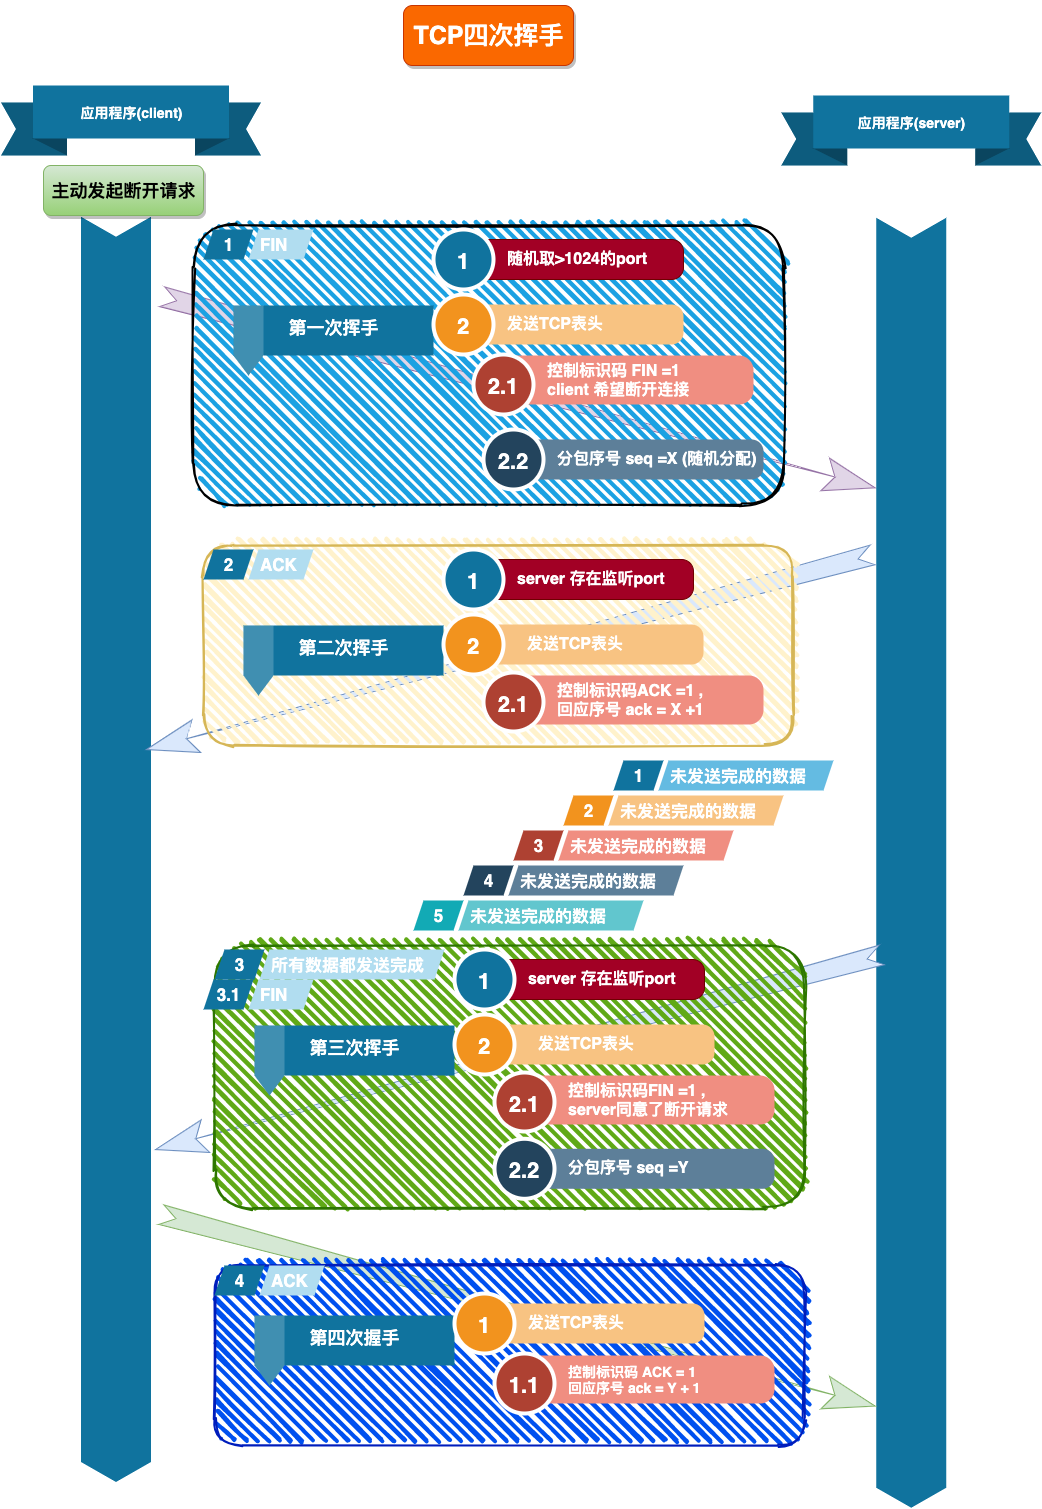 TCP四次挥手
应用程序(client)
应用程序(server)
主动发起断开请求
1 FIN
1 随机取>1024的port
第一次挥手
2 发送TCP表头
2.1 控制标识码 FIN =1
client 希望断开连接
2.2 分包序号 seq =X (随机分配)
2 ACK
1 server 存在监听port
第二次挥手
2 发送TCP表头
2.1 控制标识码ACK =1 ,
回应序号 ack = X +1
1 未发送完成的数据
2 未发送完成的数据
3 未发送完成的数据
4 未发送完成的数据
5 未发送完成的数据
3 所有数据都发送完成
3.1 FIN
1 server 存在监听port
第三次挥手
2 发送TCP表头
2.1 控制标识码FIN =1 ,
server同意了断开请求
2.2 分包序号 seq =Y
4 ACK
第四次握手
1 发送TCP表头
1.1 控制标识码 ACK = 1
回应序号 ack = Y + 1